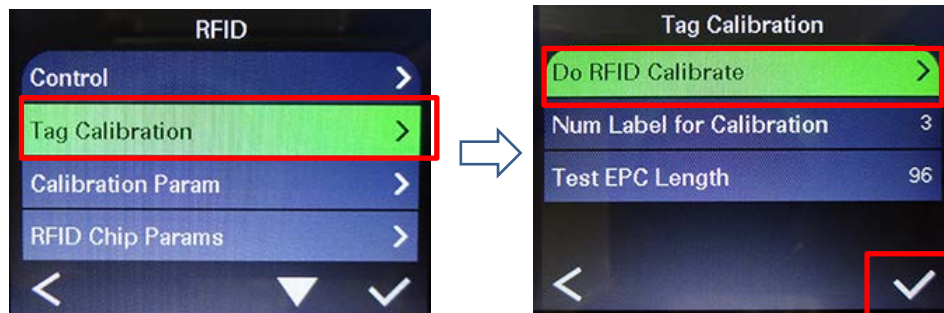 RFID
Control
Tag Calibration
Calibration Param
RFID Chip Params
Tag Calibration
Do RFID Calibrate
Num Label for Calibration 3
Test EPC Length 96